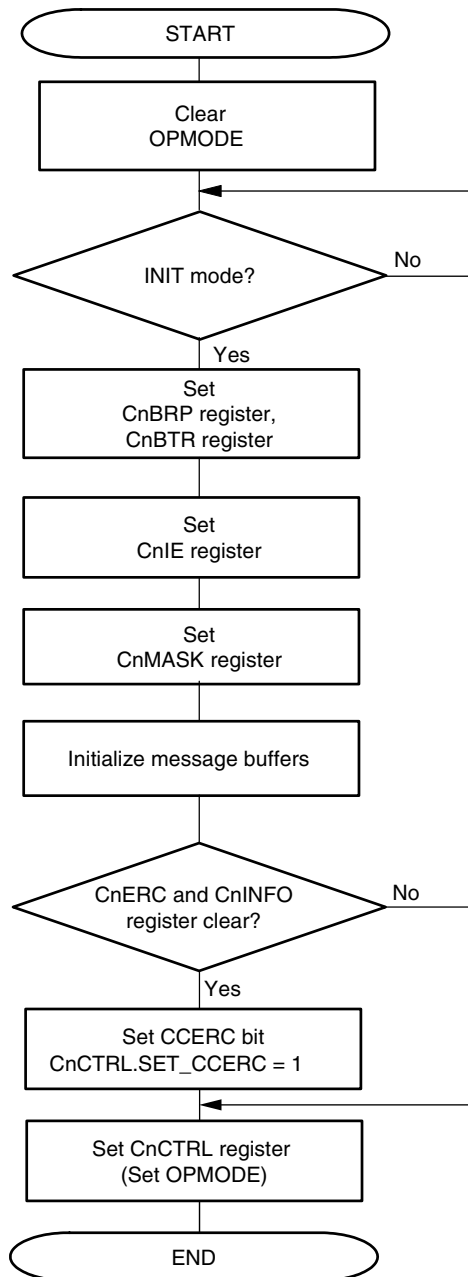 START
Clear
OPMODE
INIT mode?
No
Yes
Set
CnBRP register,
CnBTR register
Set
CnIE register
Set
CnMASK register
Initialize message buffers
CnERC and CnINFO
register clear?
No
Yes
Set CCERC bit
CnCTRL.SET_CCERC = 1
Set CnCTRL register
(Set OPMODE)
END